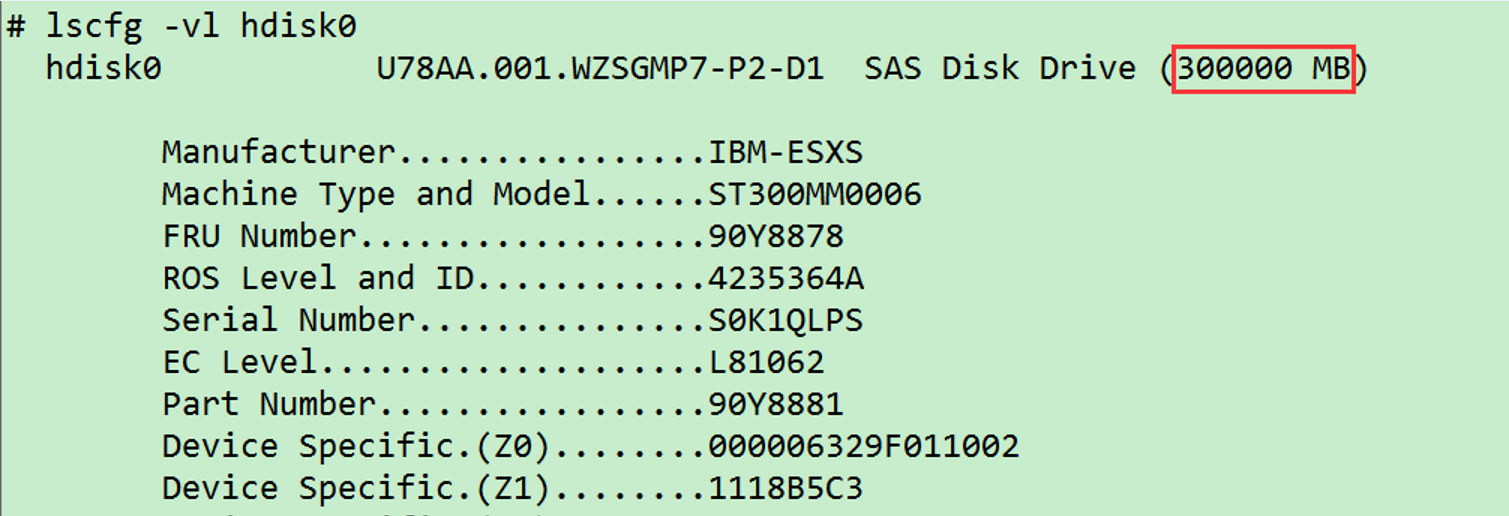 # lscfg -vl hdisk0
hdisk0 U78AA.001.WZSGMP7-P2-D1 SAS Disk Drive (300000 MB)
Manufacturer................IBM-ESXS
Machine Type and Model......ST300MM0006
FRU Number..................90Y8878
ROS Level and ID............4235364A
Serial Number...............S0K1QLPS
EC Level....................L81062
Part Number.................90Y8881
Device Specific.(Z0)........000006329F011002
Device Specific.(Z1)........1118B5C3